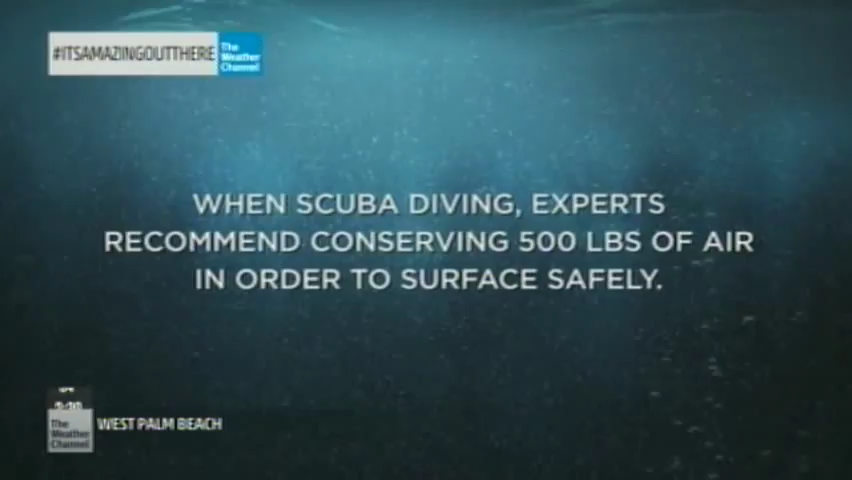 #ITSAMAZINGOUTTHERE
The
Weather
Channel
WHEN SCUBA DIVING, EXPERTS
RECOMMEND CONSERVING 500 LBS OF AIR
IN ORDER TO SURFACE SAFELY.
The
Weather
Channel
WEST PALM BEACH